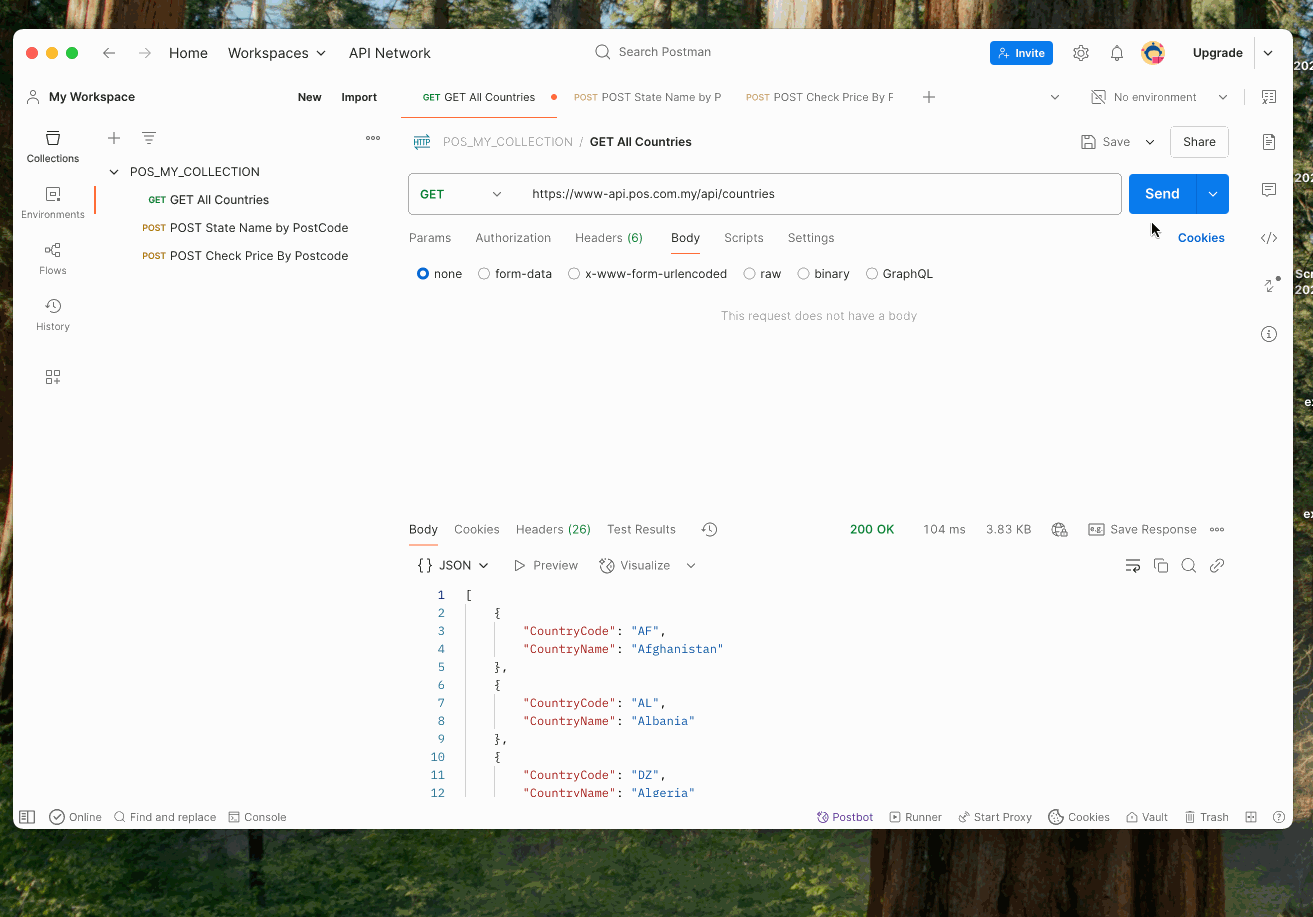 Home Workspaces API Network Search Postman Invite Upgrade
My Workspace New Import GET GET All Countries POST POST State Name by P POST POST Check Price By F No environment
Collections
Environments
Flows
History
POS_MY_COLLECTION
GET GET All Countries
POST POST State Name by PostCode
POST POST Check Price By Postcode
HTTP POS_MY_COLLECTION / GET All Countries Save Share
GET https://www-api.pos.com.my/api/countries Send
Params Authorization Headers (6) Body Scripts Settings Cookies
none form-data x-www-form-urlencoded raw binary GraphQL
This request does not have a body
Body Cookies Headers (26) Test Results 200 OK 104 ms 3.83 KB e.g. Save Response
{} JSON Preview Visualize
1 [
2 {
3 "CountryCode": "AF",
4 "CountryName": "Afghanistan"
5 },
6 {
7 "CountryCode": "AL",
8 "CountryName": "Albania"
9 },
10 {
11 "CountryCode": "DZ",
12 "CountryName": "Algeria"
Online Find and replace Console Postbot Runner Start Proxy Cookies Vault Trash
202
202
Scr
202
ex
ex